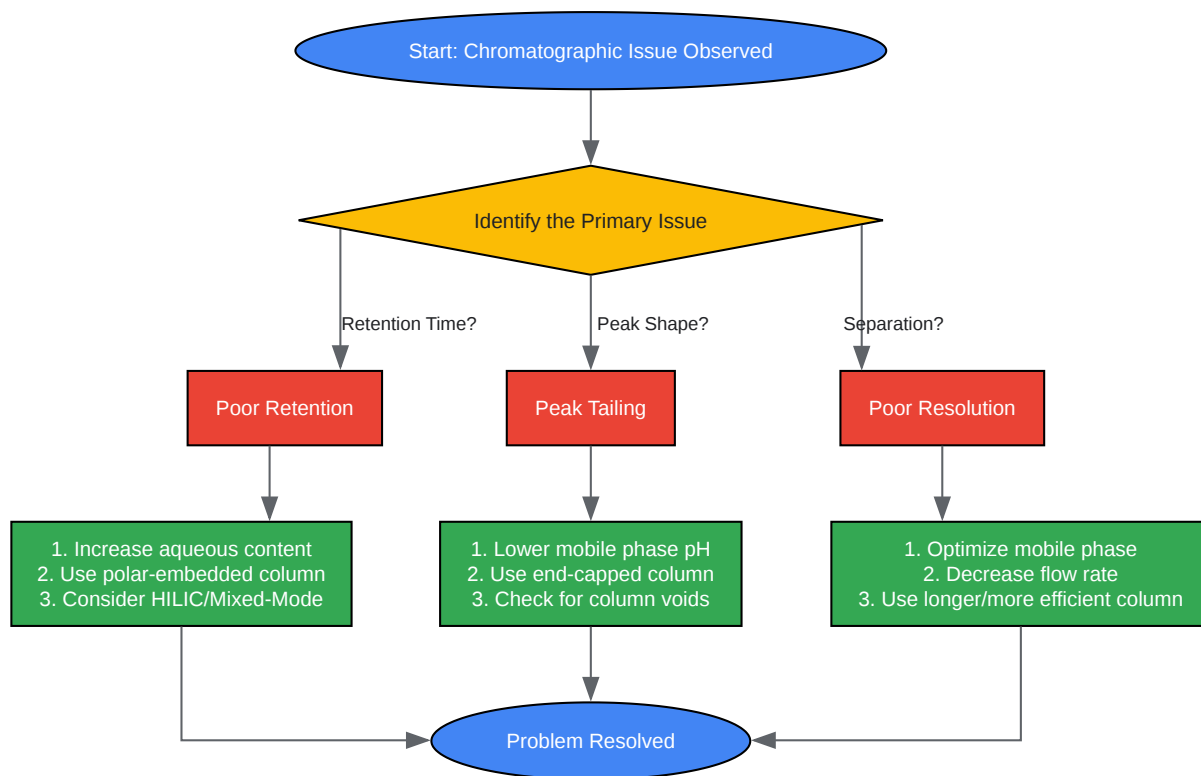 Start: Chromatographic Issue Observed
Identify the Primary Issue
Retention Time?
Peak Shape?
Separation?
Poor Retention
Peak Tailing
Poor Resolution
1. Increase aqueous content
2. Use polar-embedded column
3. Consider HILIC/Mixed-Mode
1. Lower mobile phase pH
2. Use end-capped column
3. Check for column voids
1. Optimize mobile phase
2. Decrease flow rate
3. Use longer/more efficient column
Problem Resolved